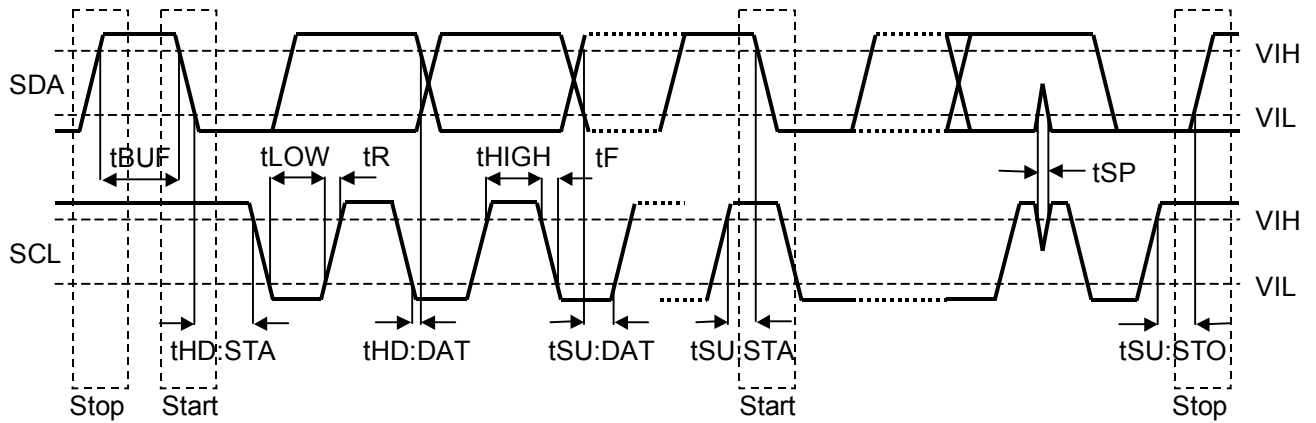 SDA
VIH
VIL
tBUF
tLOW
tR
tHIGH
tF
tSP
SCL
VIH
VIL
tHD:STA
tHD:DAT
tSU:DAT
tSU:STA
tSU:STO
Stop
Start
Start
Stop